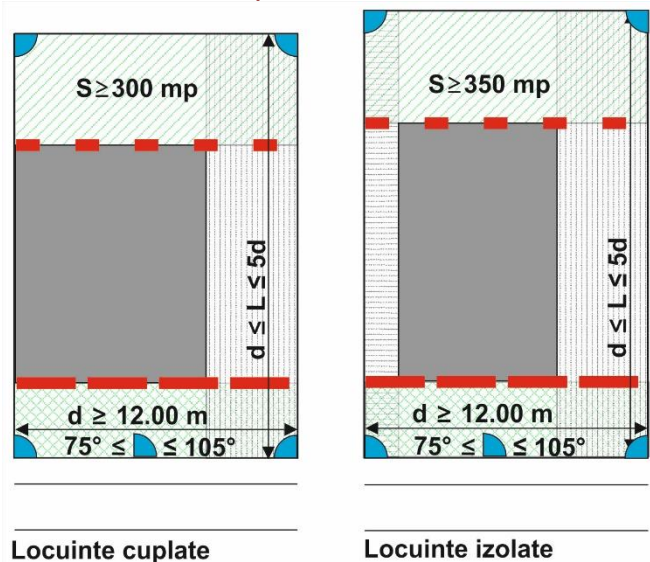 S≥300 mp
d ≤ L ≤ 5d
d ≥ 12.00 m
75° ≤ ≤ 105°
Locuinte cuplate
S≥350 mp
d ≤ L ≤ 5d
d ≥ 12.00 m
75° ≤ ≤ 105°
Locuinte izolate